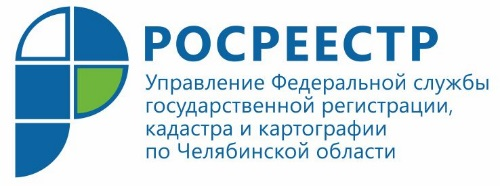 РОСРЕЕСТР
Управление Федеральной службы
государственной регистрации,
кадастра и картографии
по Челябинской области